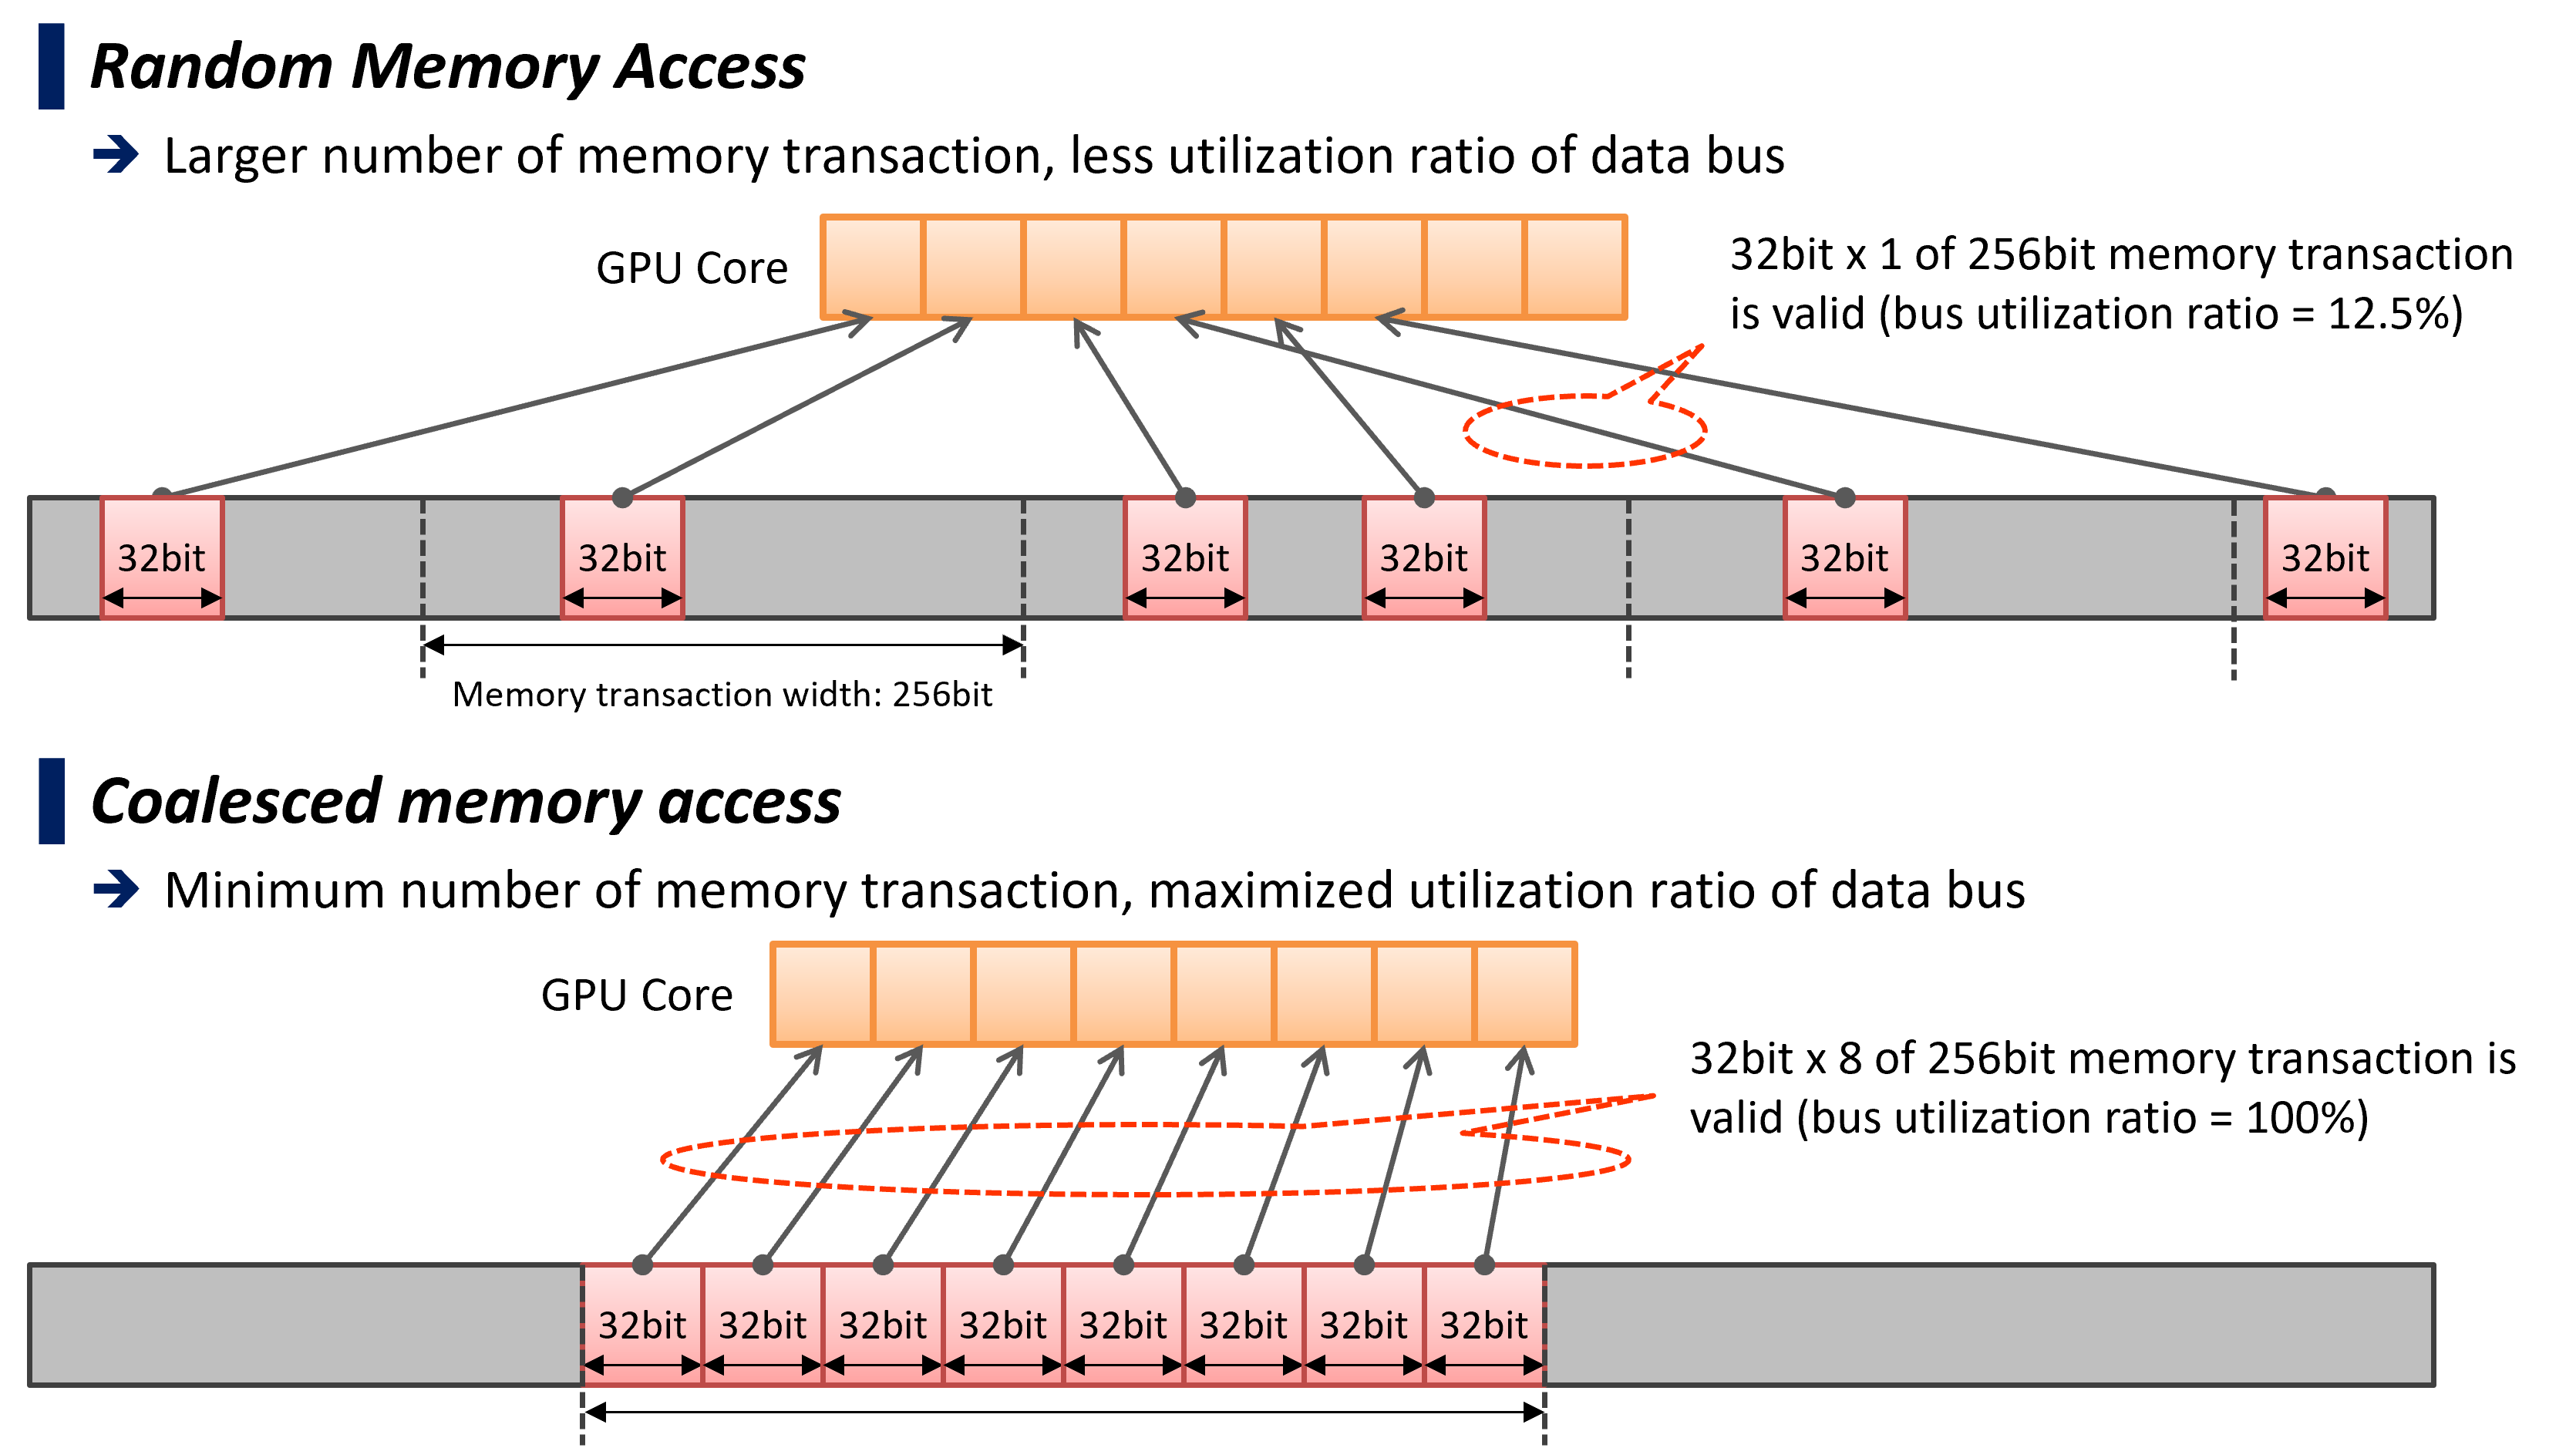 Random Memory Access
➔ Larger number of memory transaction, less utilization ratio of data bus
GPU Core
32bit x 1 of 256bit memory transaction
is valid (bus utilization ratio = 12.5%)
32bit 32bit 32bit 32bit 32bit 32bit
Memory transaction width: 256bit
Coalesced memory access
➔ Minimum number of memory transaction, maximized utilization ratio of data bus
GPU Core
32bit x 8 of 256bit memory transaction is
valid (bus utilization ratio = 100%)
32bit 32bit 32bit 32bit 32bit 32bit 32bit 32bit